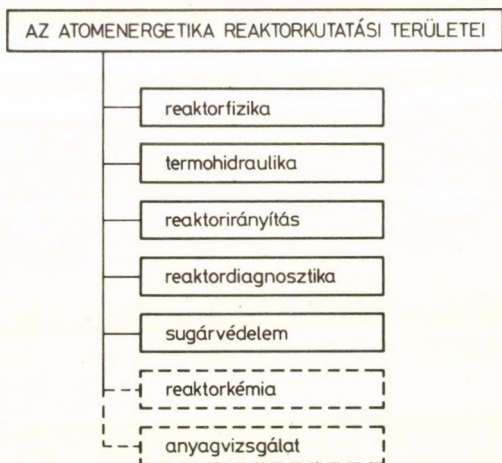 AZ ATOMENERGETIKA REAKTORKUTATÁSI TERÜLETEI
reaktorfizika
termohidraulika
reaktorirányítás
reaktordiagnosztika
sugárvédelem
reaktorkémia
anyagvizsgálat